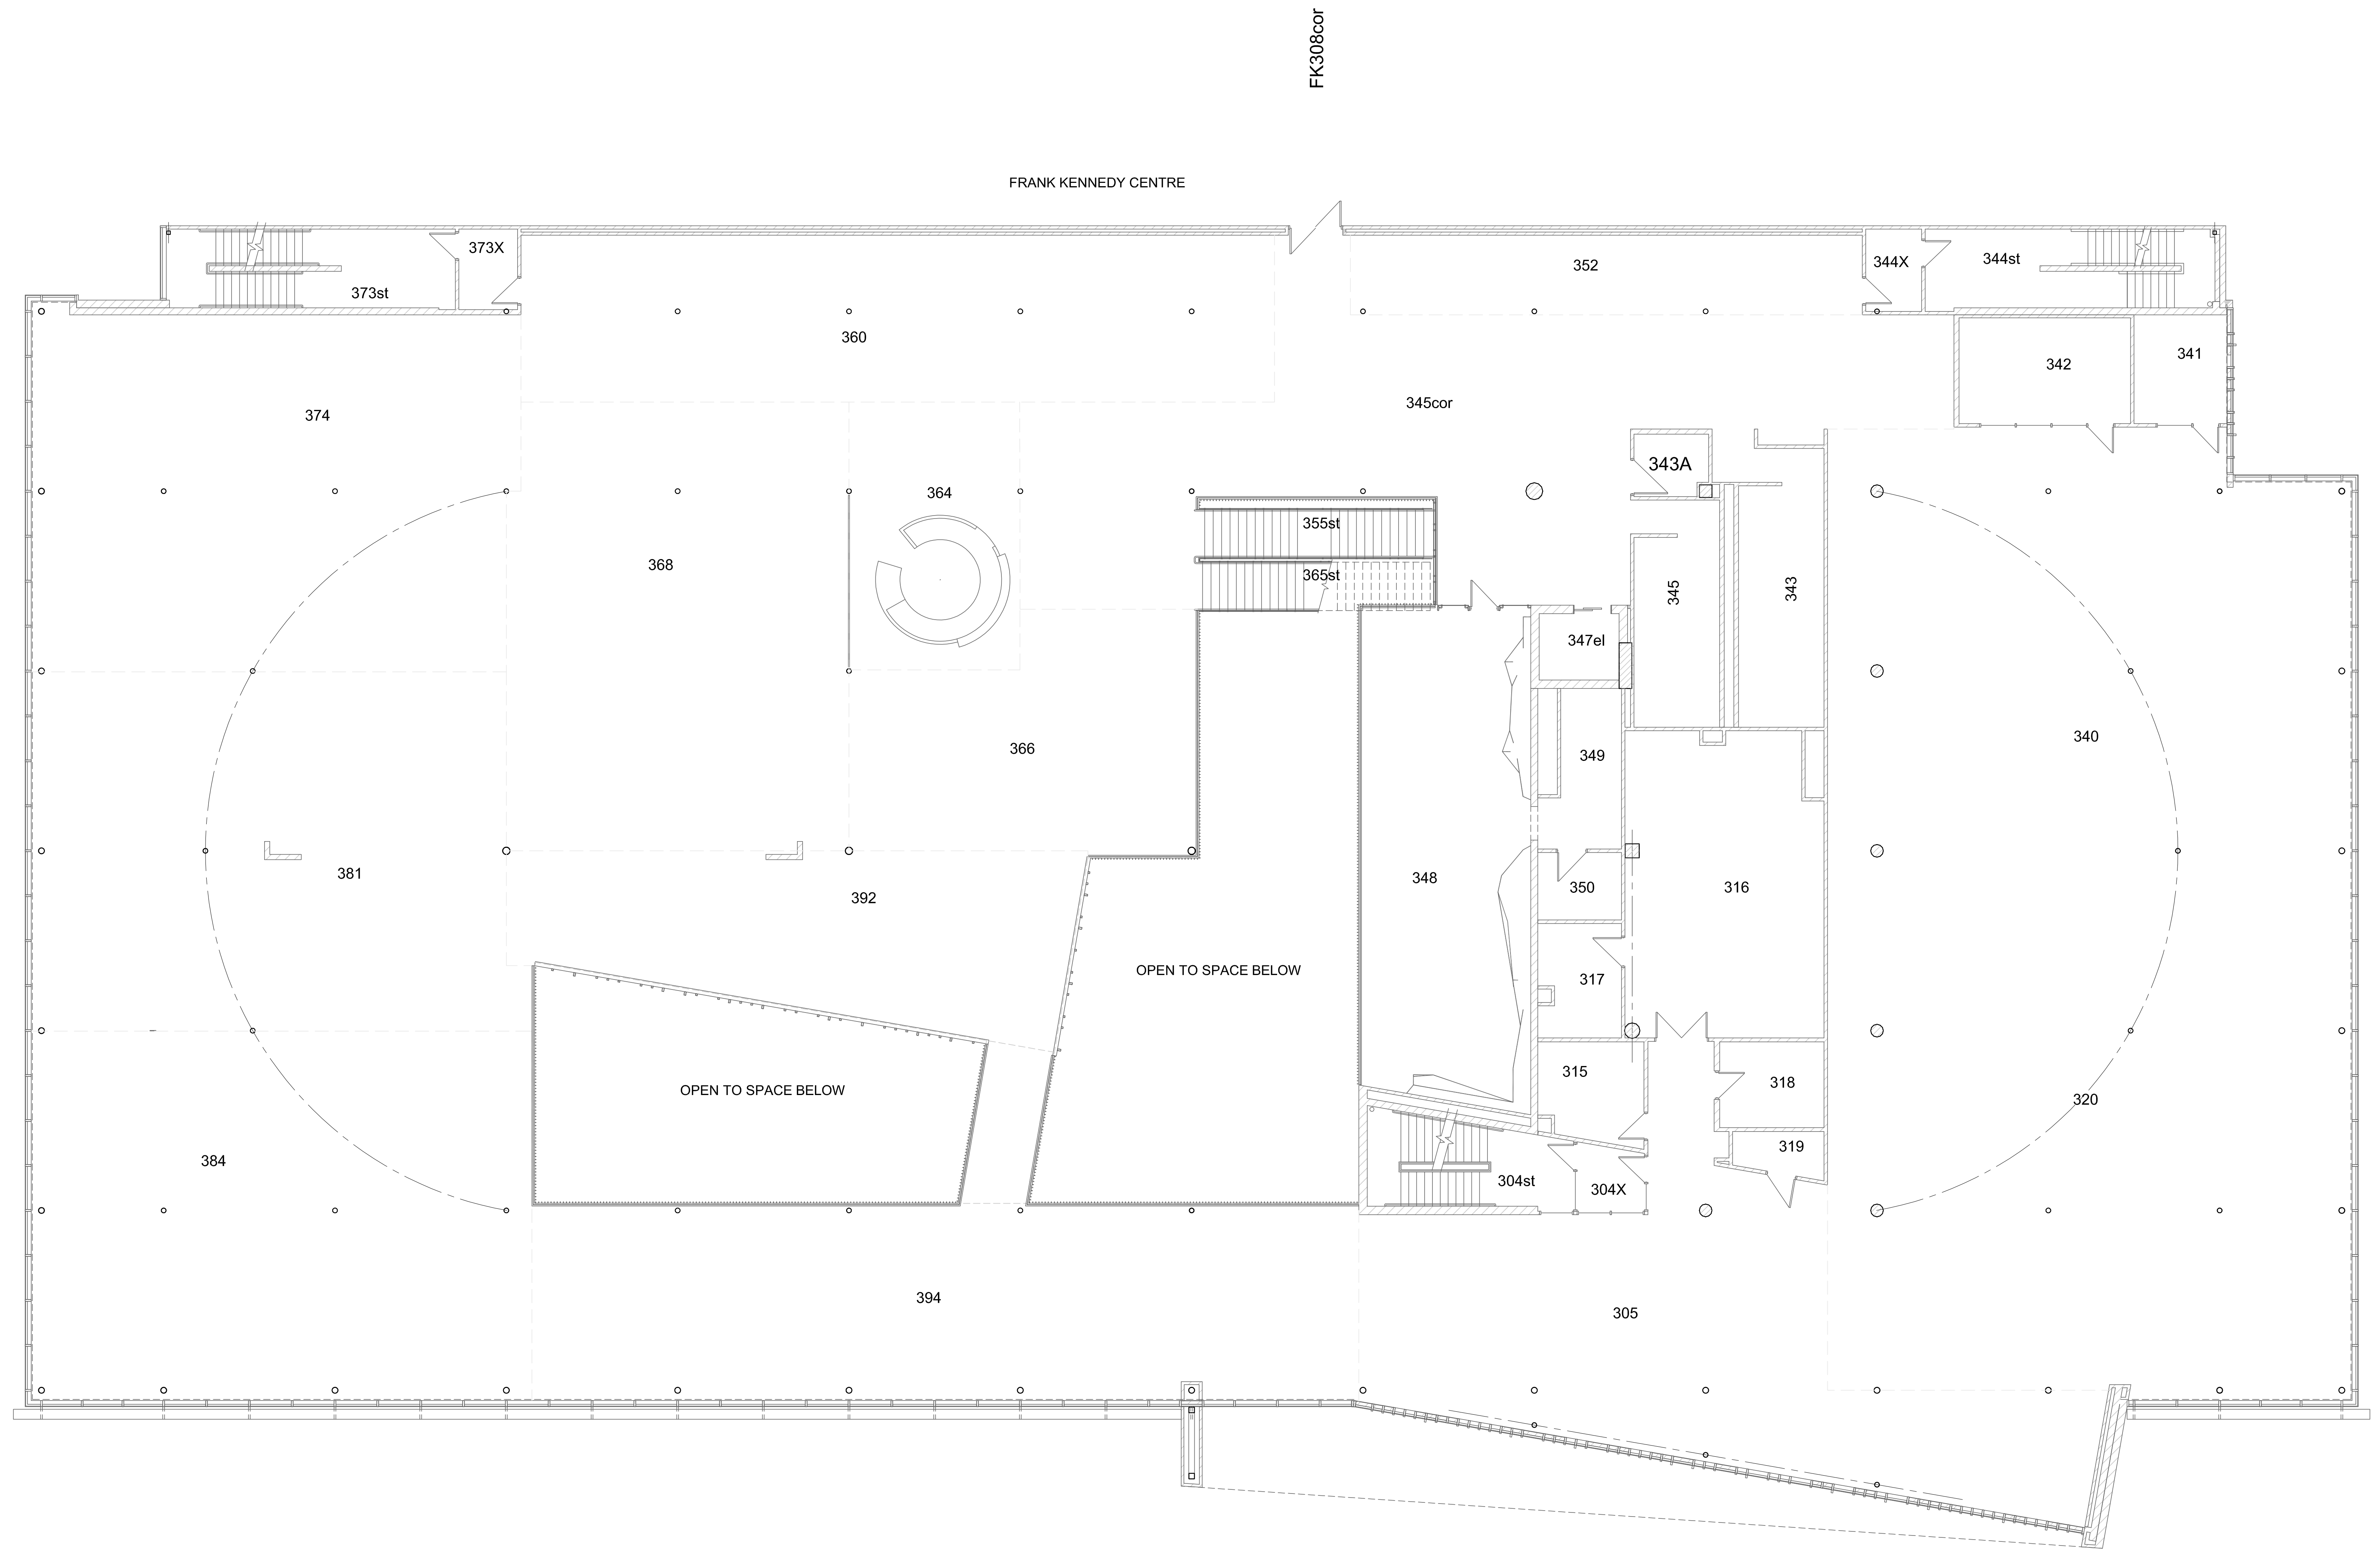 FK308cor
FRANK KENNEDY CENTRE
373X
344X
344st
352
373st
360
342
341
374
345cor
343A
364
355st
368
365st
345
343
347el
340
366
349
381
348
350
316
392
OPEN TO SPACE BELOW
317
315
318
OPEN TO SPACE BELOW
320
319
384
304st
304X
394
305